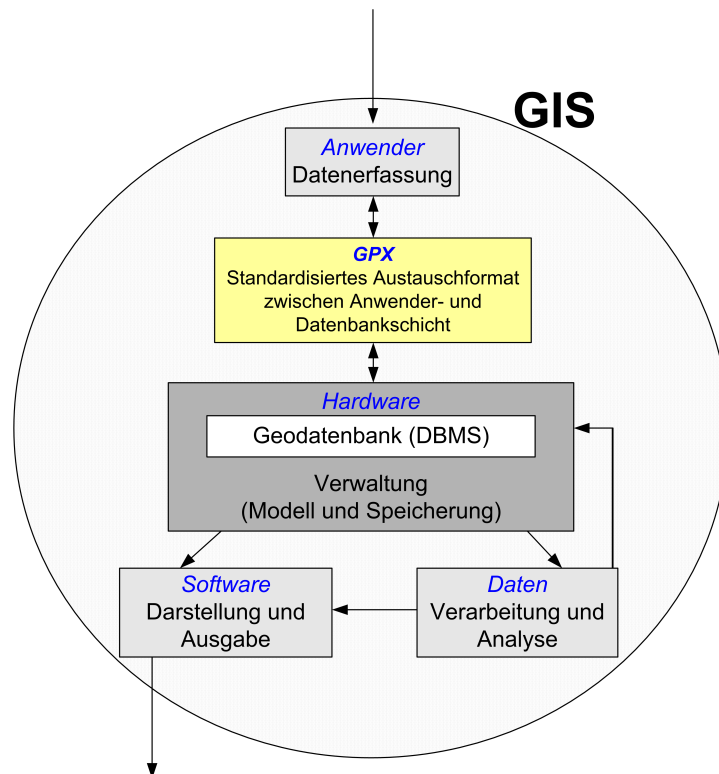 GIS
Anwender
Datenerfassung
GPX
Standardisiertes Austauschformat
zwischen Anwender- und
Datenbankschicht
Hardware
Geodatenbank (DBMS)
Verwaltung
(Modell und Speicherung)
Software
Darstellung und
Ausgabe
Daten
Verarbeitung und
Analyse